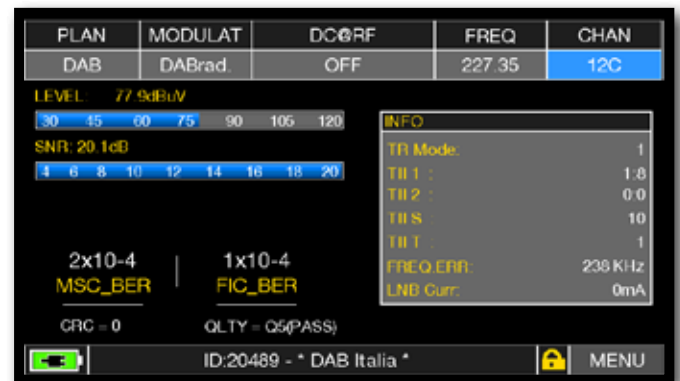 PLAN MODULAT DC@RF FREQ CHAN
DAB DABrad. OFF 227.35 12C
LEVEL: 77.9dBuV
30 45 60 75 90 105 120
SNR: 20.1dB
4 6 8 10 12 14 16 18 20
INFO
TR Mode: 1
TII 1 : 1:8
TII 2 : 0:0
TII S : 10
TII T : 1
FREQ.ERR: 238 KHz
LNB Curr: 0mA
2x10-4 1x10-4
MSC_BER FIC_BER
CRC = 0 QLTY = Q5(PASS)
ID:20489 - * DAB Italia * MENU